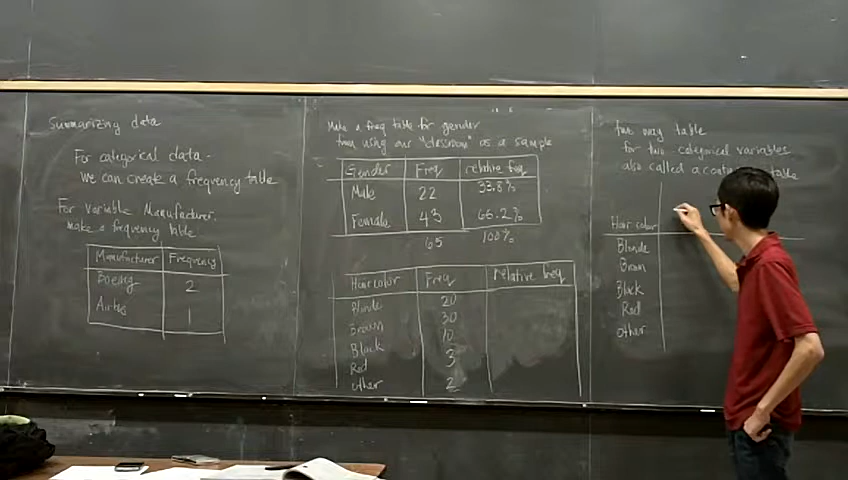 Summarizing data
For categorical data -
we can create a frequency table
For variable Manufacturer.
make a frequency table.
Manufacturer Frequency
Boeing 2
Airbus 1
Make a freq table for gender
from using our "classroom" as a sample
Gender Freq relative freq
Male 22 33.8%
Female 43 66.2%
65 100%
Hair color Freq relative freq
Blonde 20
Brown 30
Black 10
Red 3
other 2
two way table
for two categorical variables
also called a table
Hair color
Blonde
Brown
Black
Red
other